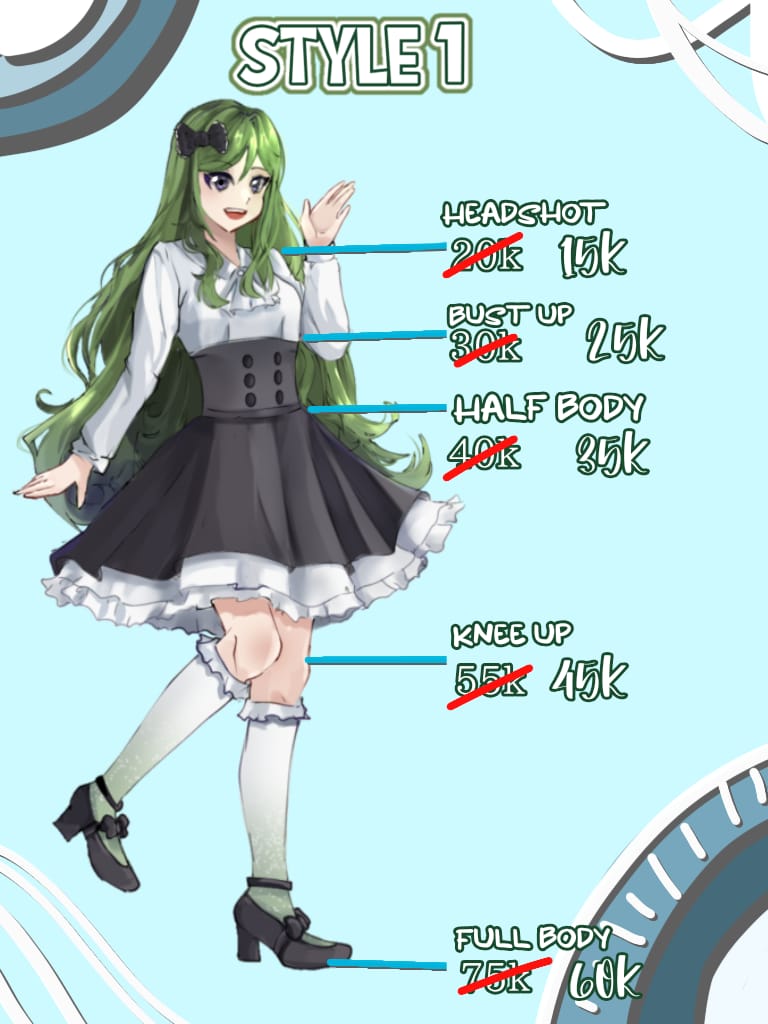 STYLE 1
HEADSHOT
20k 15K
BUST UP
30k 25K
HALF BODY
40k 35K
KNEE UP
55k 45K
FULL BODY
75k 60K